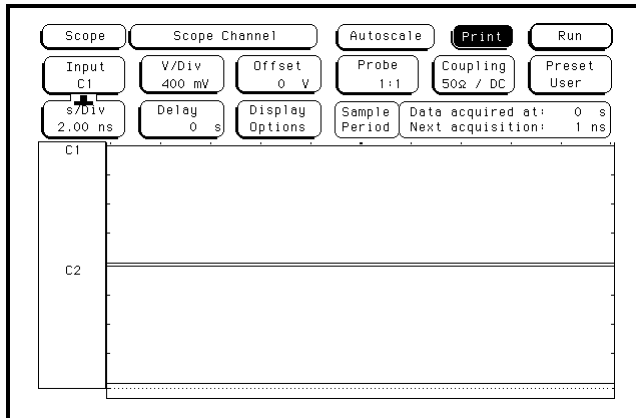 Scope Scope Channel Autoscale Print Run
Input V/Div Offset Probe Coupling Preset
C1 400 mV 0 V 1:1 50Ω / DC User
s/Div Delay Display Sample Data acquired at: 0 s
2.00 ns 0 s Options Period Next acquisition: 1 ns
C1
C2